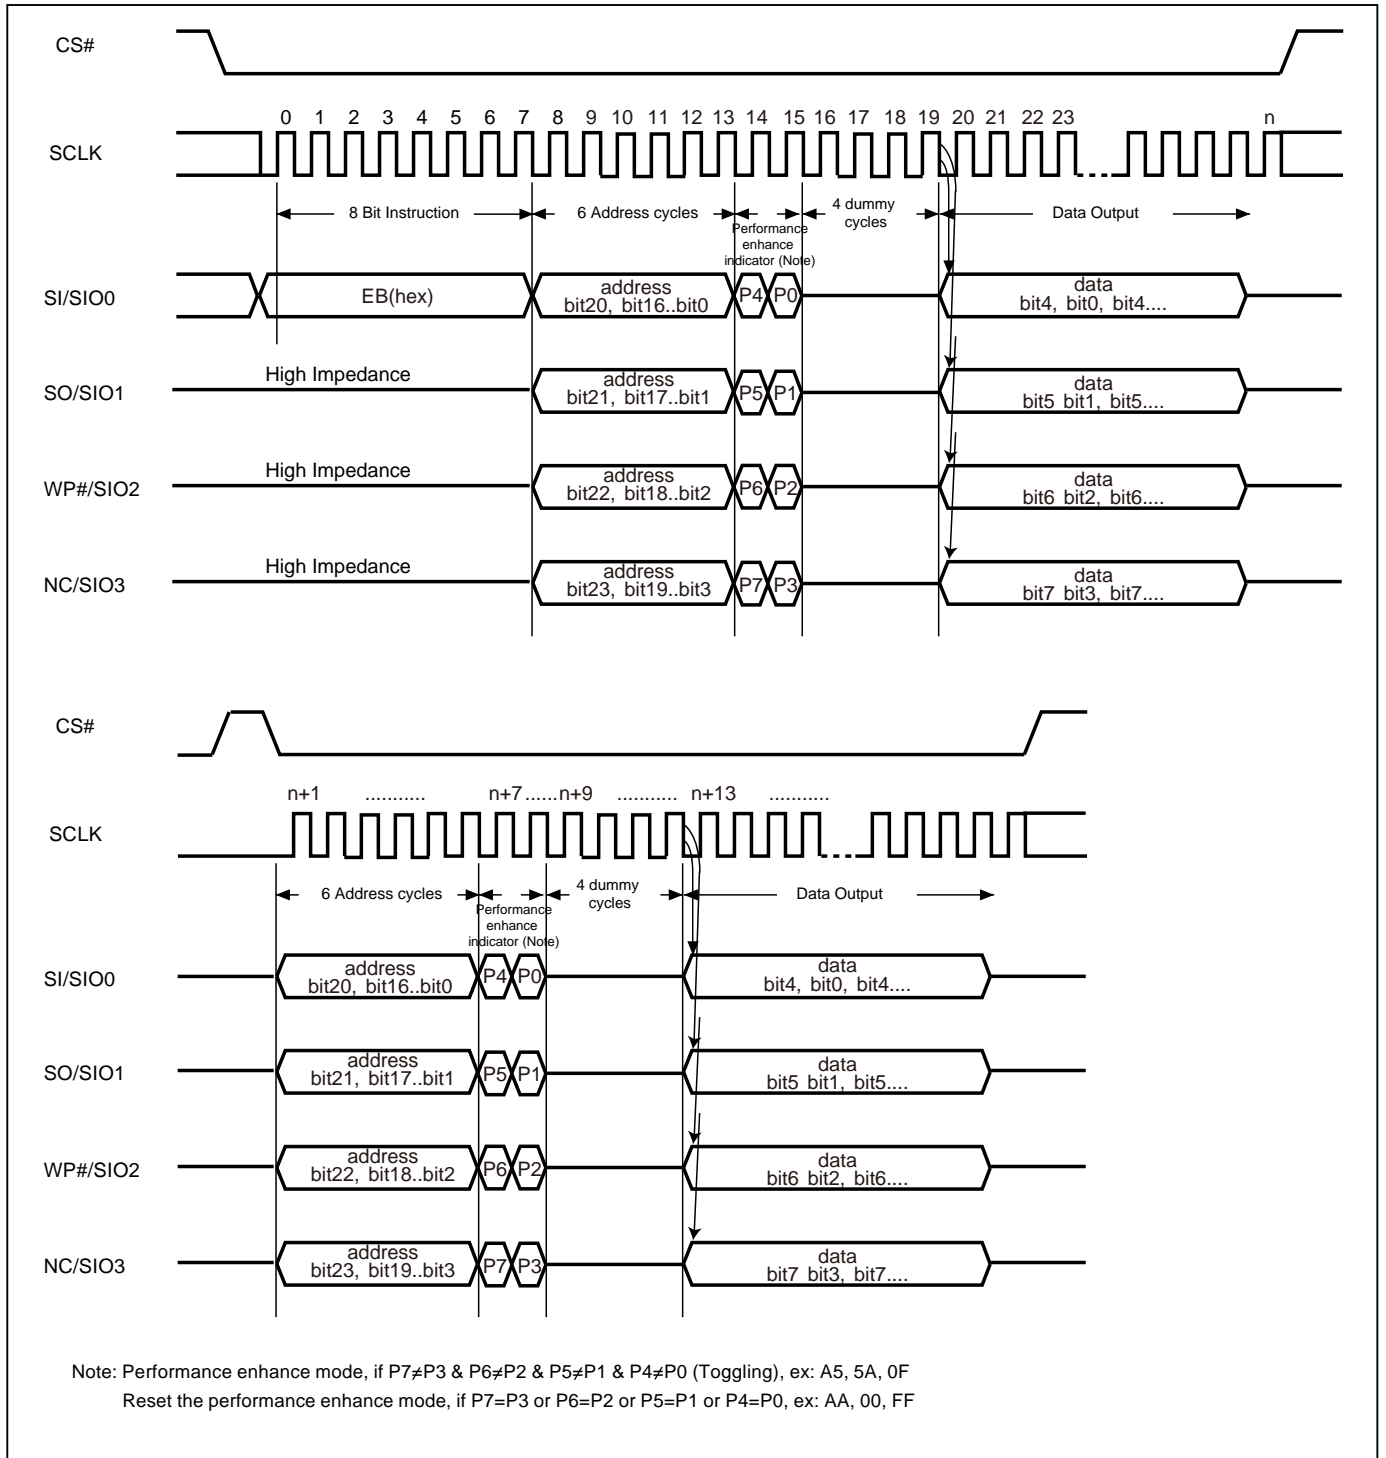 CS#
0 1 2 3 4 5 6 7 8 9 10 11 12 13 14 15 16 17 18 19 20 21 22 23 n
SCLK
8 Bit Instruction 6 Address cycles 4 dummy cycles Data Output
Performance enhance indicator (Note)
SI/SIO0 EB(hex) address bit20, bit16..bit0 P4 P0 data bit4, bit0, bit4....
High Impedance
SO/SIO1 address bit21, bit17..bit1 P5 P1 data bit5 bit1, bit5....
High Impedance
WP#/SIO2 address bit22, bit18..bit2 P6 P2 data bit6 bit2, bit6....
High Impedance
NC/SIO3 address bit23, bit19..bit3 P7 P3 data bit7 bit3, bit7....
CS#
n+1 ........... n+7 ......n+9 ........... n+13 ...........
SCLK
6 Address cycles 4 dummy cycles Data Output
Performance enhance indicator (Note)
SI/SIO0 address bit20, bit16..bit0 P4 P0 data bit4, bit0, bit4....
SO/SIO1 address bit21, bit17..bit1 P5 P1 data bit5 bit1, bit5....
WP#/SIO2 address bit22, bit18..bit2 P6 P2 data bit6 bit2, bit6....
NC/SIO3 address bit23, bit19..bit3 P7 P3 data bit7 bit3, bit7....
Note: Performance enhance mode, if P7≠P3 & P6≠P2 & P5≠P1 & P4≠P0 (Toggling), ex: A5, 5A, 0F
Reset the performance enhance mode, if P7=P3 or P6=P2 or P5=P1 or P4=P0, ex: AA, 00, FF